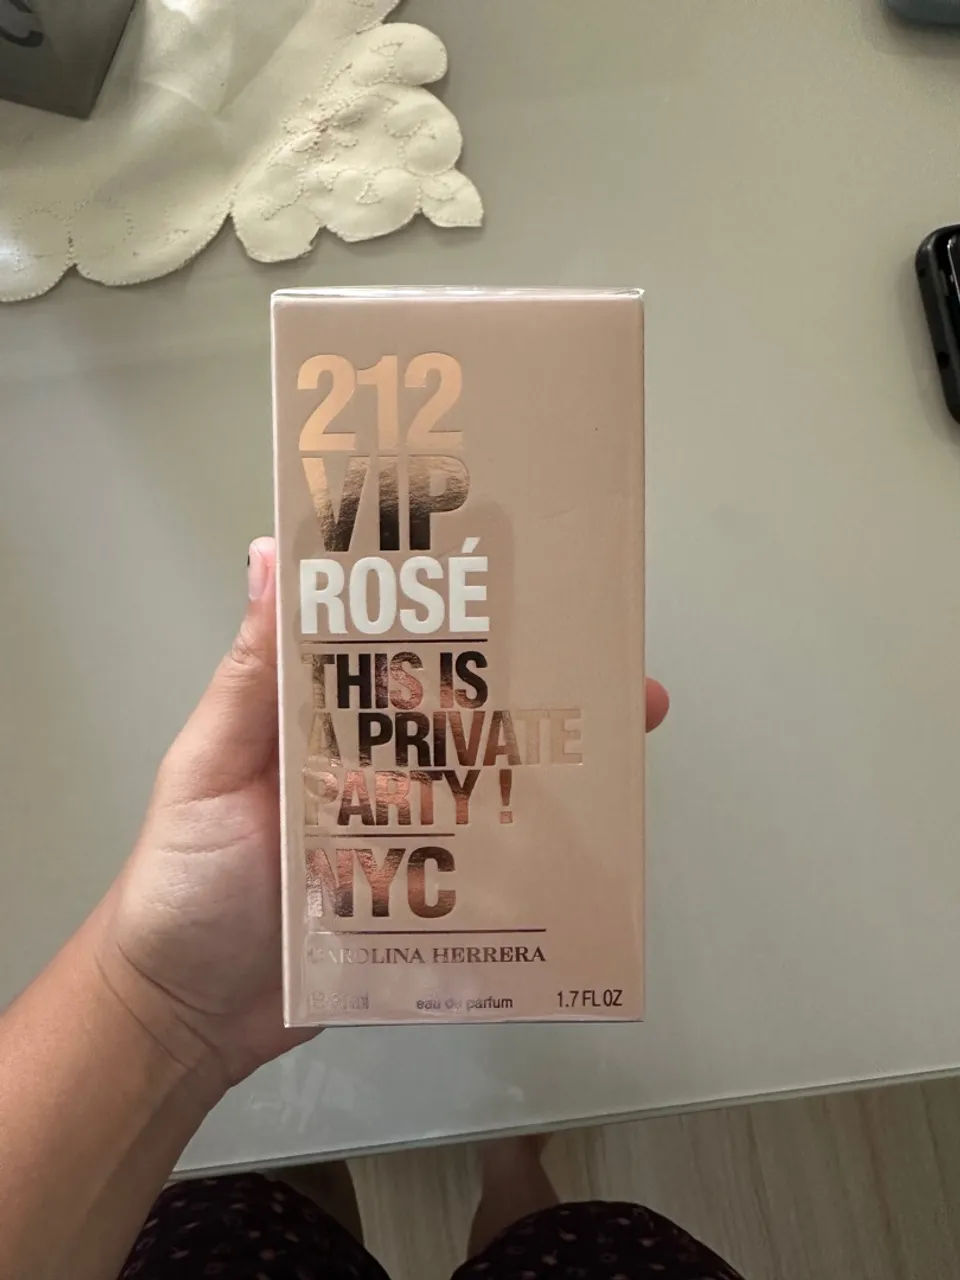 212
VIP
ROSÉ
THIS IS
A PRIVATE
PARTY !
NYC
CAROLINA HERRERA
eau de parfum 1.7 FL OZ